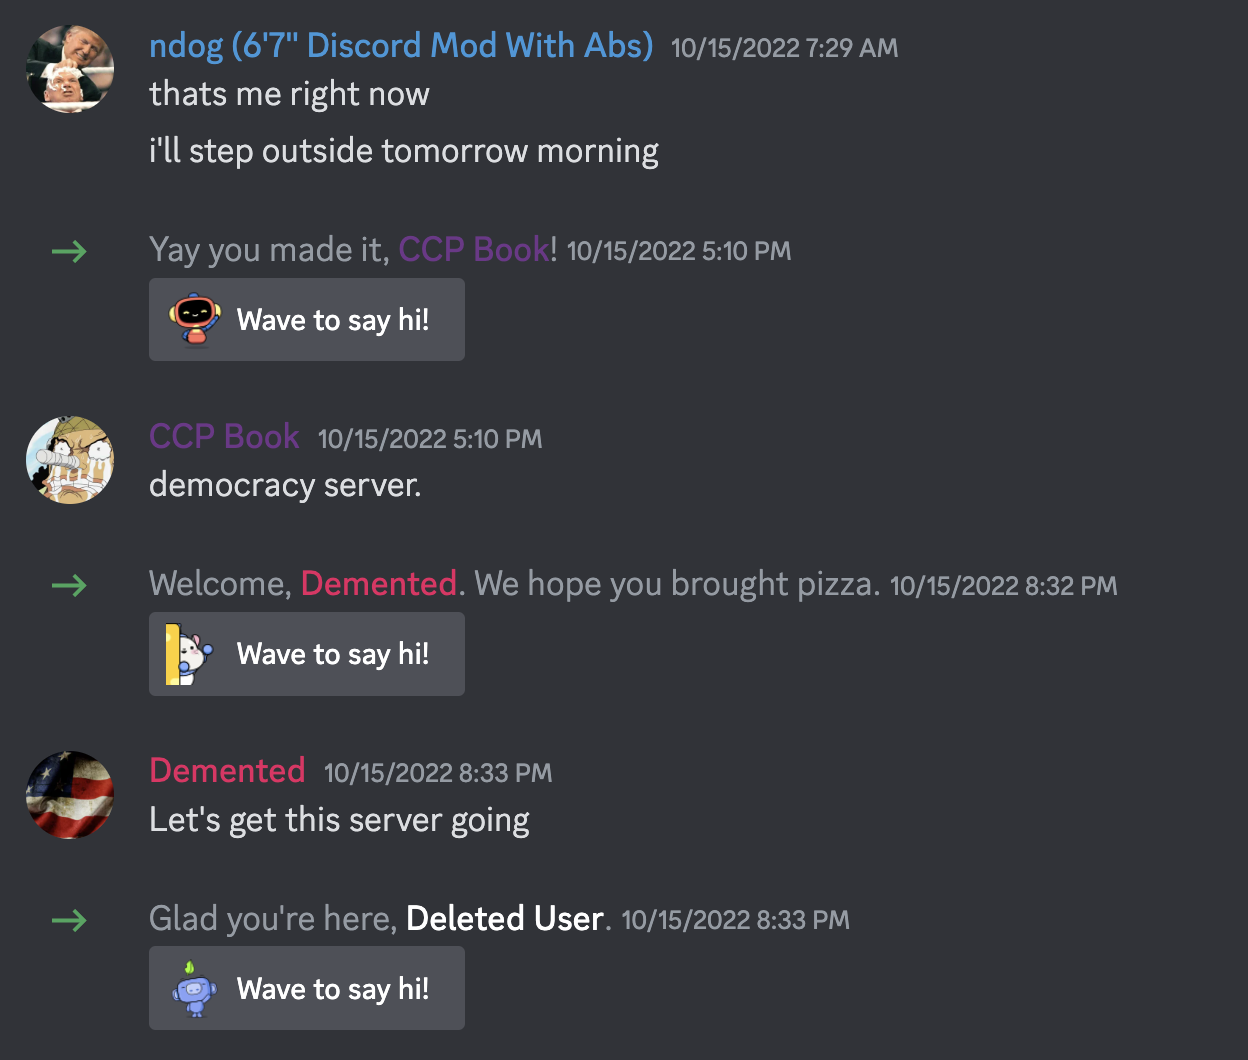 ndog (6'7" Discord Mod With Abs) 10/15/2022 7:29 AM
thats me right now
i'll step outside tomorrow morning
Yay you made it, CCP Book! 10/15/2022 5:10 PM
Wave to say hi!
CCP Book 10/15/2022 5:10 PM
democracy server.
Welcome, Demented. We hope you brought pizza. 10/15/2022 8:32 PM
Wave to say hi!
Demented 10/15/2022 8:33 PM
Let's get this server going
Glad you're here, Deleted User. 10/15/2022 8:33 PM
Wave to say hi!